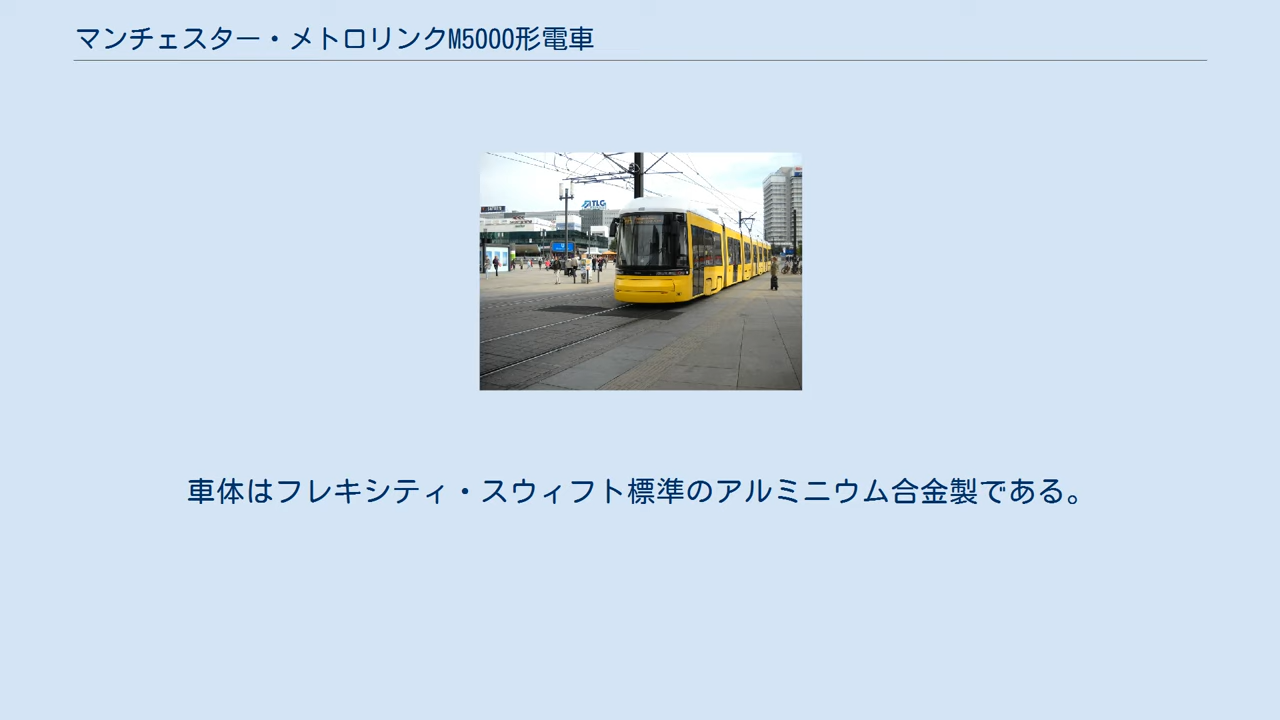 マンチェスター・メトロリンクM5000形電車
TLG
車体はフレキシティ・スウィフト標準のアルミニウム合金製である。